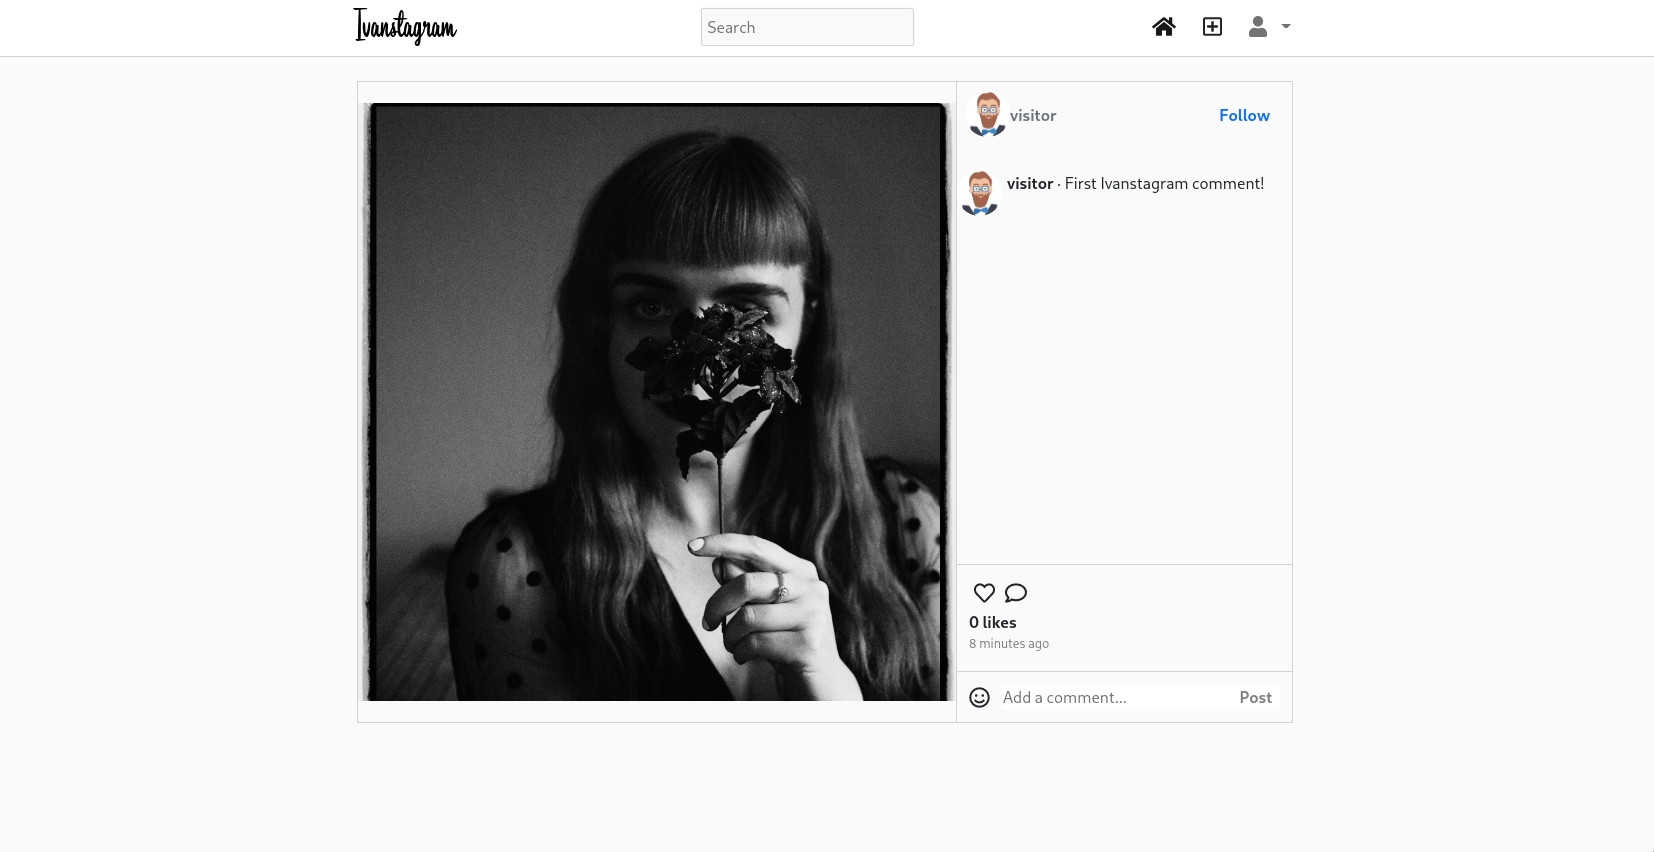 Ivanstagram
Search
visitor
Follow
visitor · First Ivanstagram comment!
0 likes
8 minutes ago
Add a comment...
Post